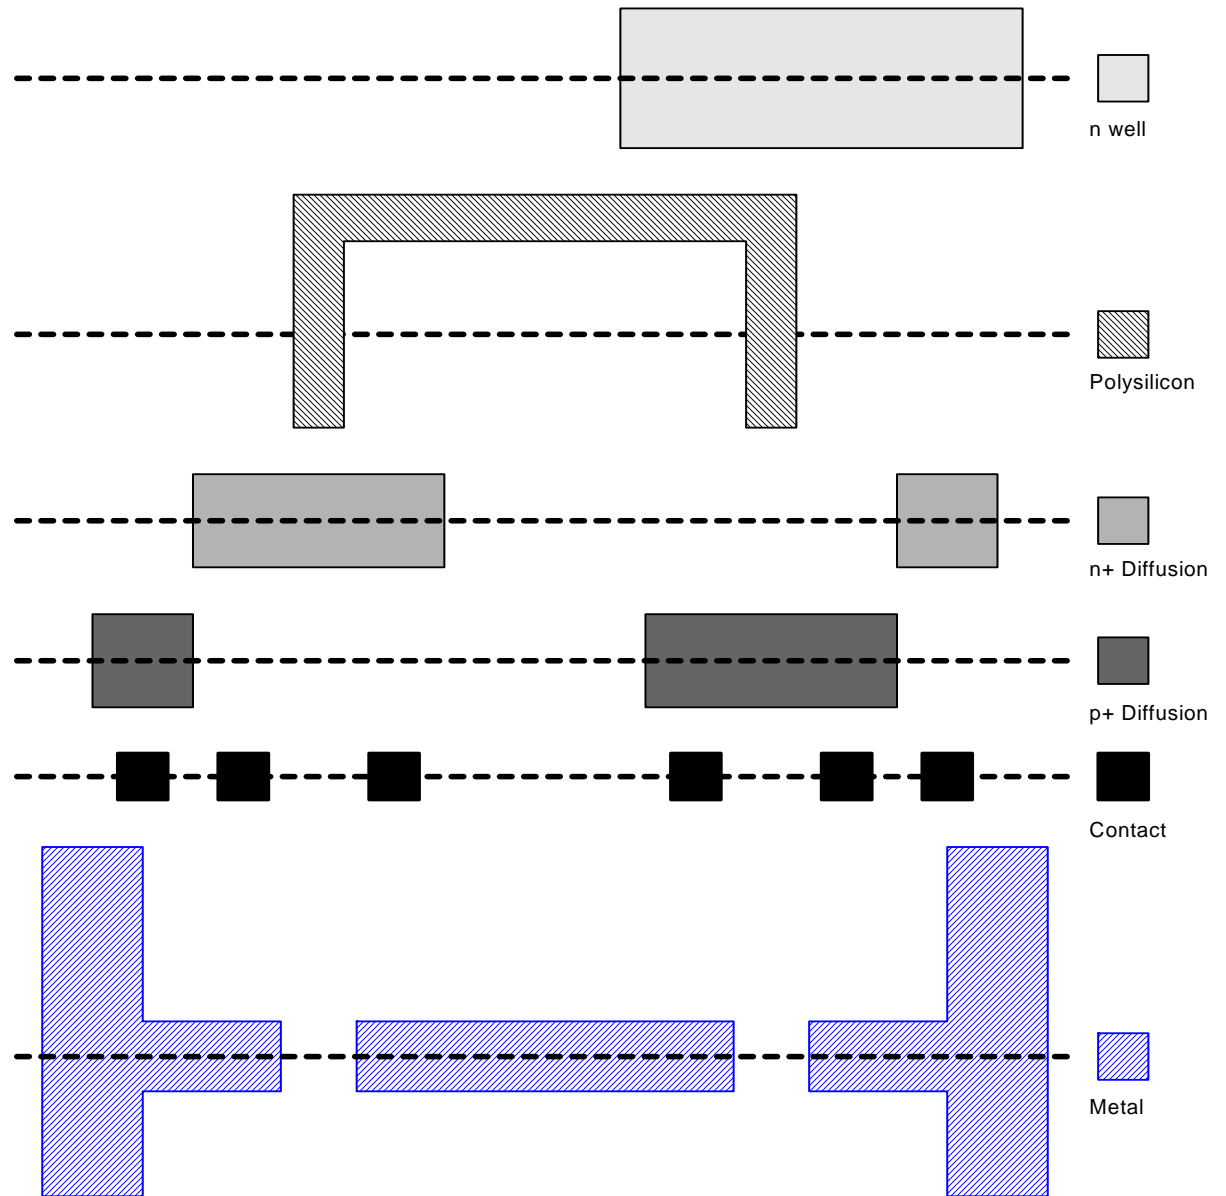 n well
Polysilicon
n+ Diffusion
p+ Diffusion
Contact
Metal